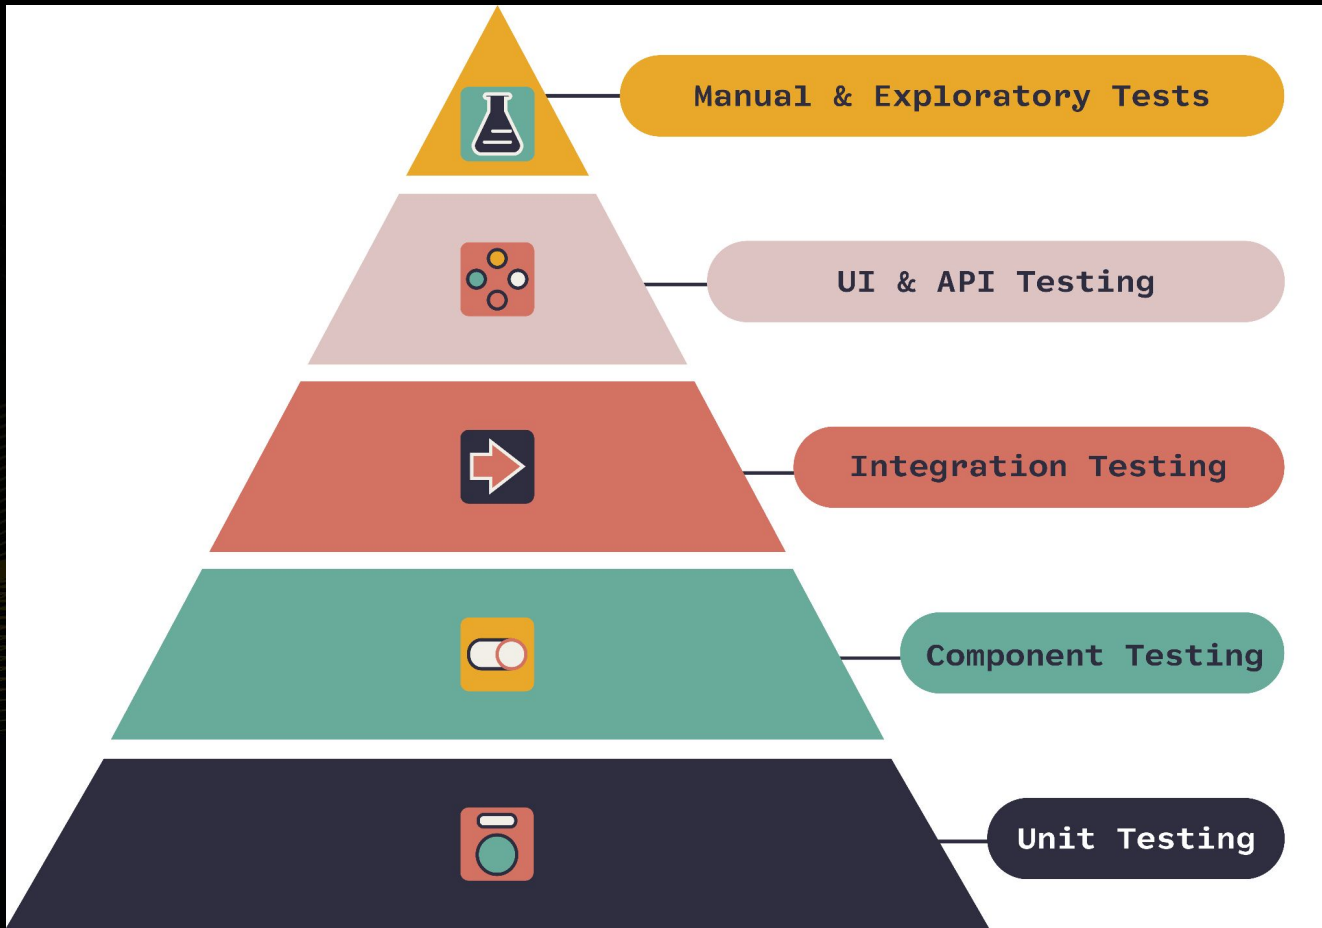 Manual & Exploratory Tests
UI & API Testing
Integration Testing
Component Testing
Unit Testing